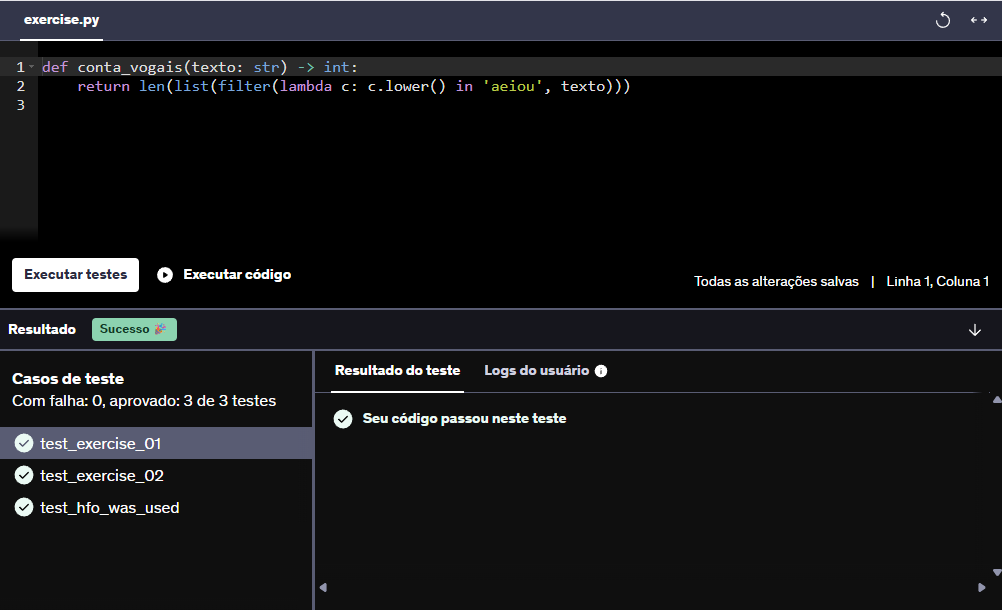 exercise.py
1 def conta_vogais(texto: str) -> int:
2     return len(list(filter(lambda c: c.lower() in 'aeiou', texto)))
3
Executar testes Executar código
Todas as alterações salvas | Linha 1, Coluna 1
Resultado Sucesso 🎉
Casos de teste
Com falha: 0, aprovado: 3 de 3 testes
test_exercise_01
test_exercise_02
test_hfo_was_used
Resultado do teste Logs do usuário
Seu código passou neste teste